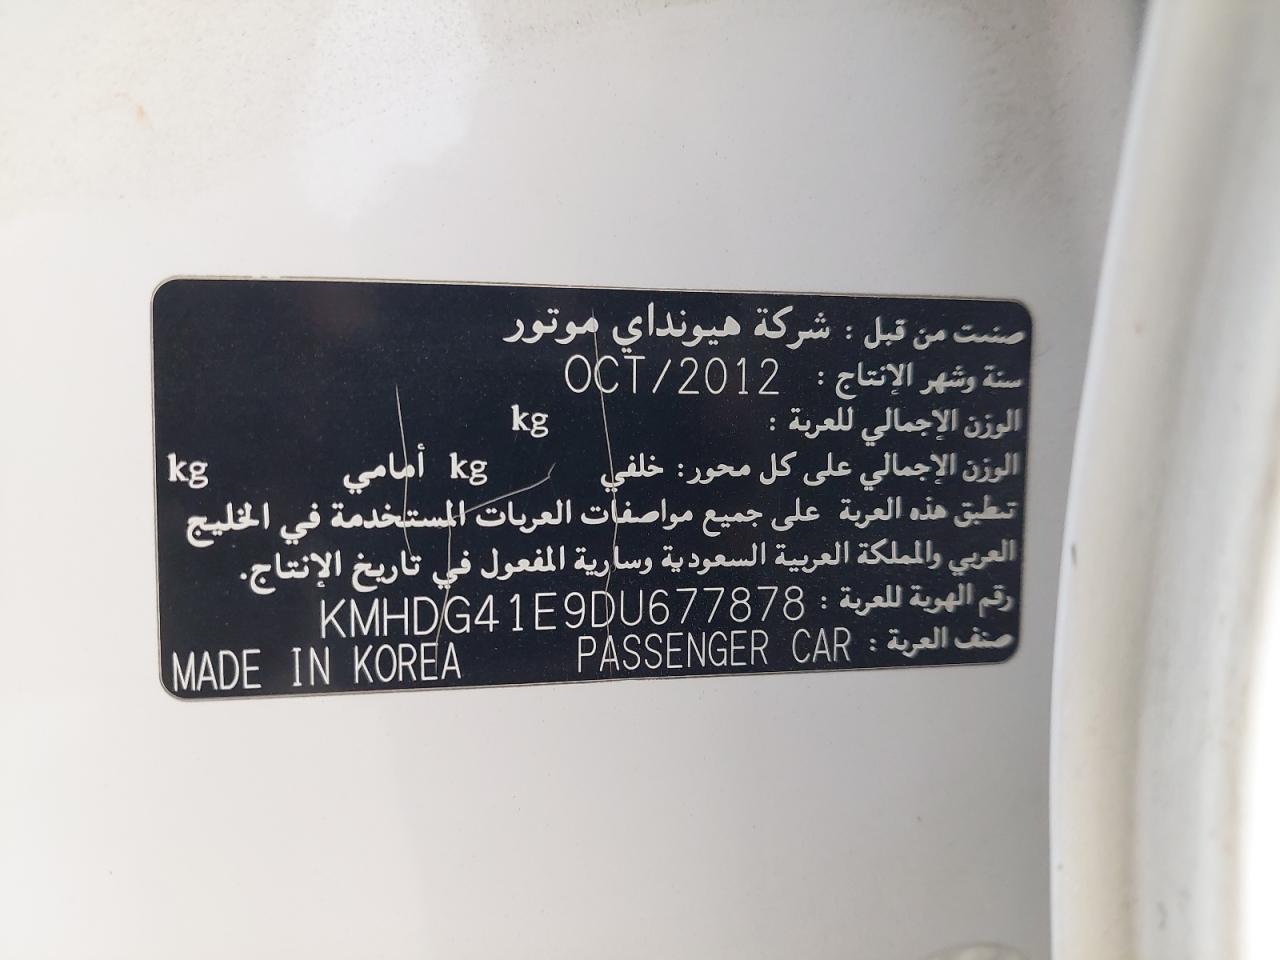 صنعت من قبل : شركة هيونداي موتور
سنة وشهر الإنتاج : OCT/2012
الوزن الإجمالي للعربة : kg
الوزن الإجمالي على كل محور: خلفي kg أمامي kg
تنطبق هذه العربة على جميع مواصفات العربات المستخدمة في الخليج
العربي والمملكة العربية السعودية وسارية المفعول في تاريخ الإنتاج.
رقم الهوية للعربة : KMHDG41E9DU677878
صنف العربة : PASSENGER CAR MADE IN KOREA